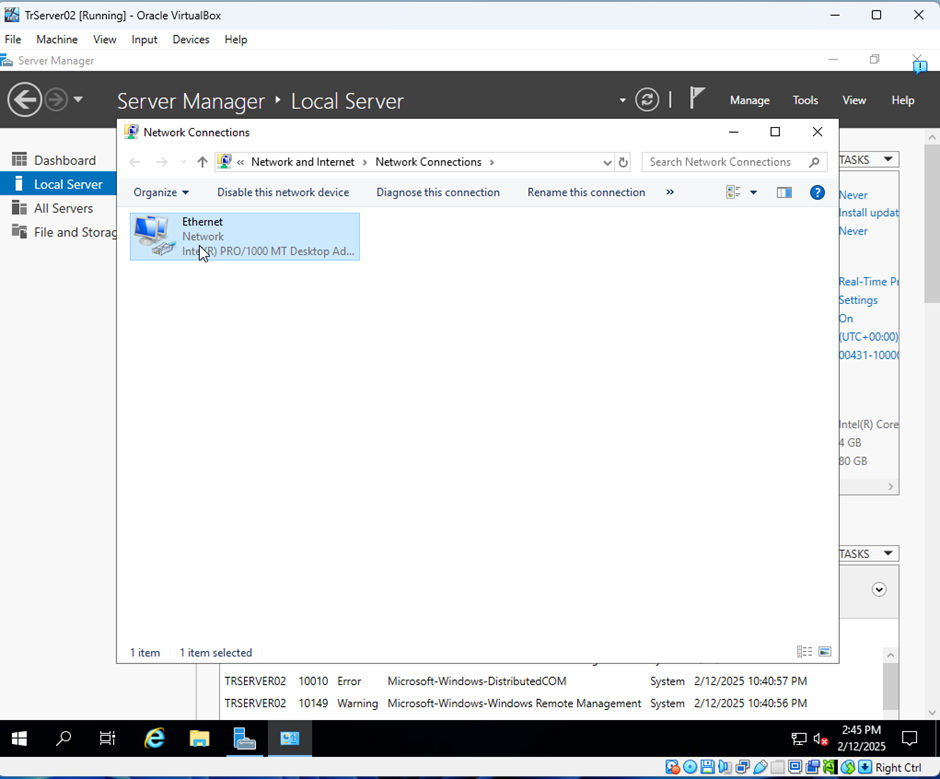 TrServer02 [Running] - Oracle VirtualBox
File Machine View Input Devices Help
Server Manager
Server Manager ‣ Local Server
Manage Tools View Help
Dashboard
Local Server
All Servers
File and Storag
Network Connections
« Network and Internet › Network Connections ›
Search Network Connections
Organize Disable this network device Diagnose this connection Rename this connection »
Ethernet
Network
Intel(R) PRO/1000 MT Desktop Ad...
1 item 1 item selected
TASKS
Never
Install updat
Never
Real-Time Pr
Settings
On
(UTC+00:00)
00431-1000
Intel(R) Core
4 GB
80 GB
TASKS
TRSERVER02 10010 Error Microsoft-Windows-DistributedCOM System 2/12/2025 10:40:57 PM
TRSERVER02 10149 Warning Microsoft-Windows-Windows Remote Management System 2/12/2025 10:40:56 PM
2:45 PM
2/12/2025
Right Ctrl